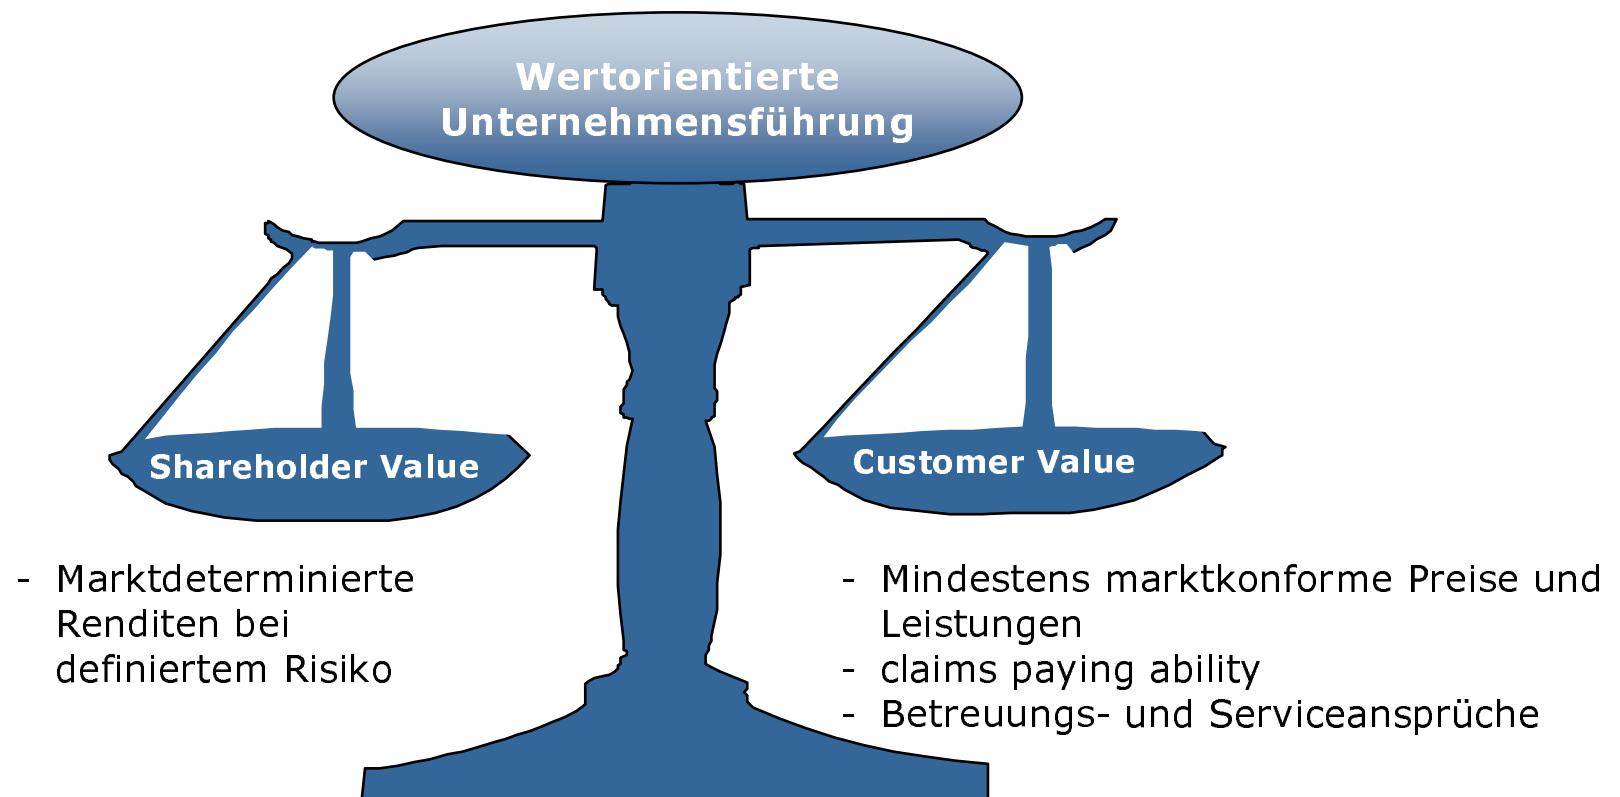 Wertorientierte
Unternehmensführung
Shareholder Value
Customer Value
- Marktdeterminierte
Renditen bei
definiertem Risiko
- Mindestens marktkonforme Preise und
Leistungen
- claims paying ability
- Betreuungs- und Serviceansprüche